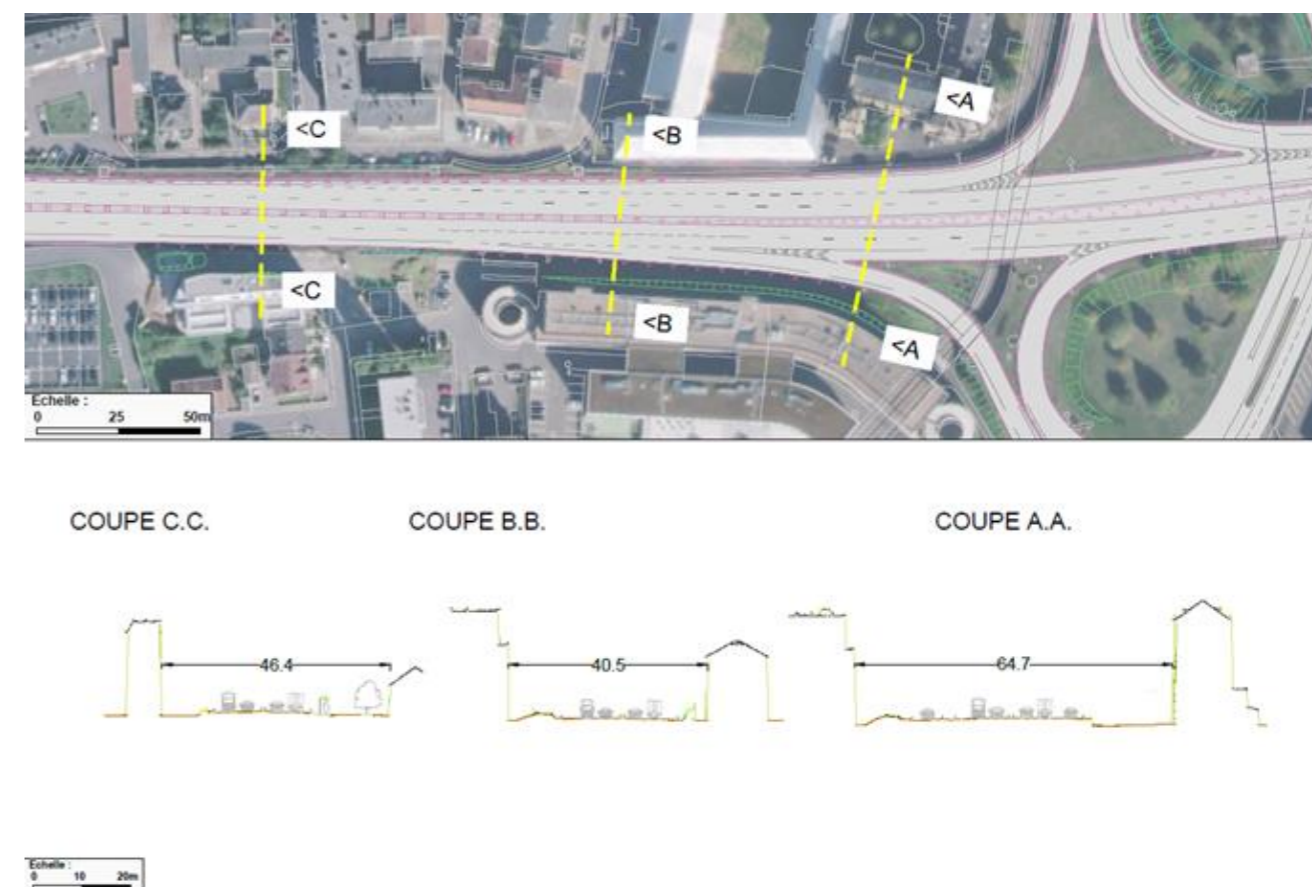 <A
<C
<B
<C
<B
<A
Echelle :
0 25 50m
COUPE C.C. COUPE B.B. COUPE A.A.
46.4 40.5 64.7
Echelle :
0 10 20m